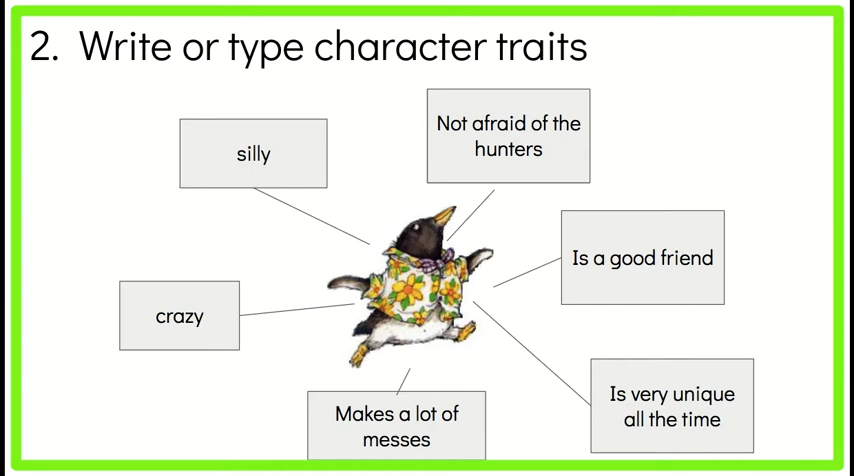 2. Write or type character traits
silly
Not afraid of the
hunters
Is a good friend
crazy
Is very unique
all the time
Makes a lot of
messes